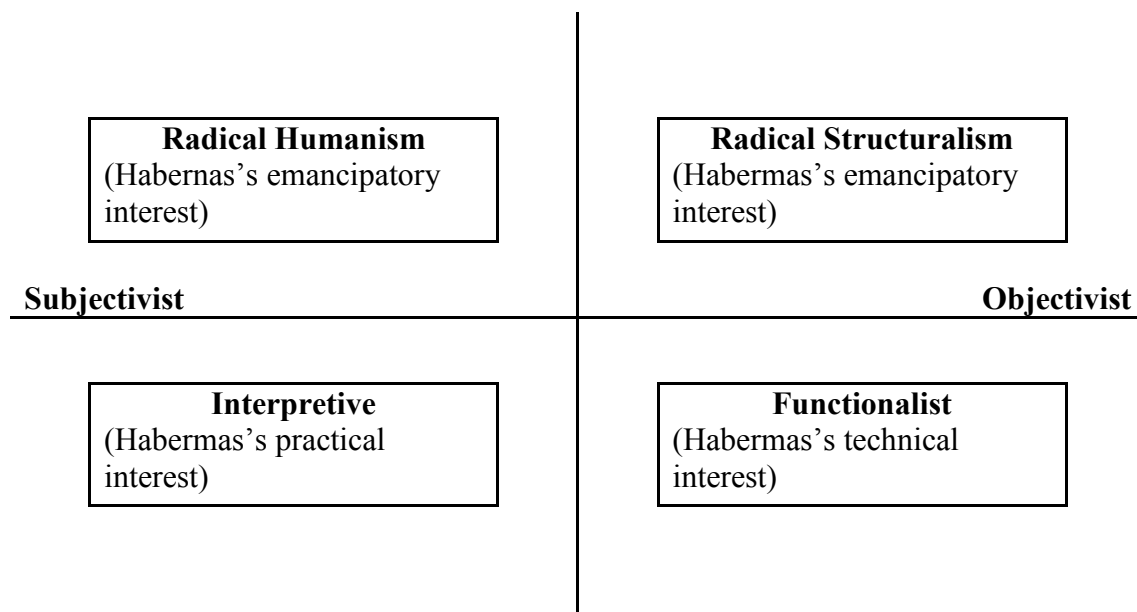 Radical Humanism
(Habernas’s emancipatory
interest)
Radical Structuralism
(Habermas’s emancipatory
interest)
Subjectivist
Objectivist
Interpretive
(Habermas’s practical
interest)
Functionalist
(Habermas’s technical
interest)